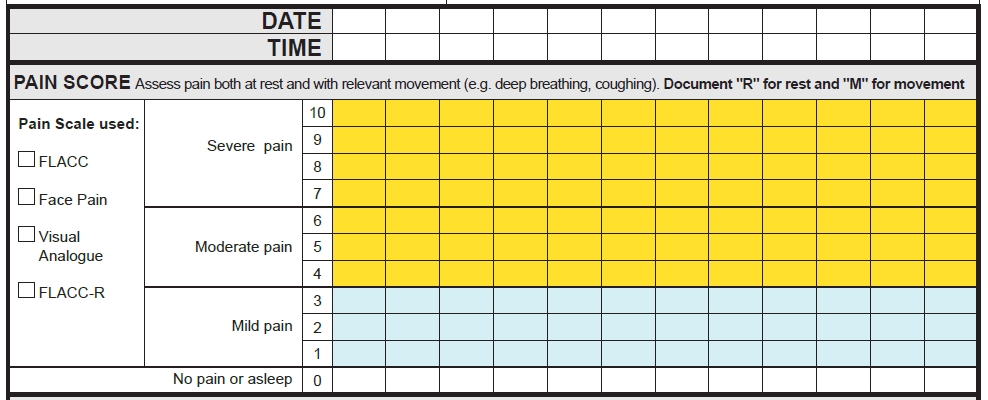 DATE
TIME
PAIN SCORE Assess pain both at rest and with relevant movement (e.g. deep breathing, coughing). Document "R" for rest and "M" for movement
Pain Scale used:
FLACC
Face Pain
Visual
Analogue
FLACC-R
Severe pain
10
9
8
7
Moderate pain
6
5
4
Mild pain
3
2
1
No pain or asleep 0